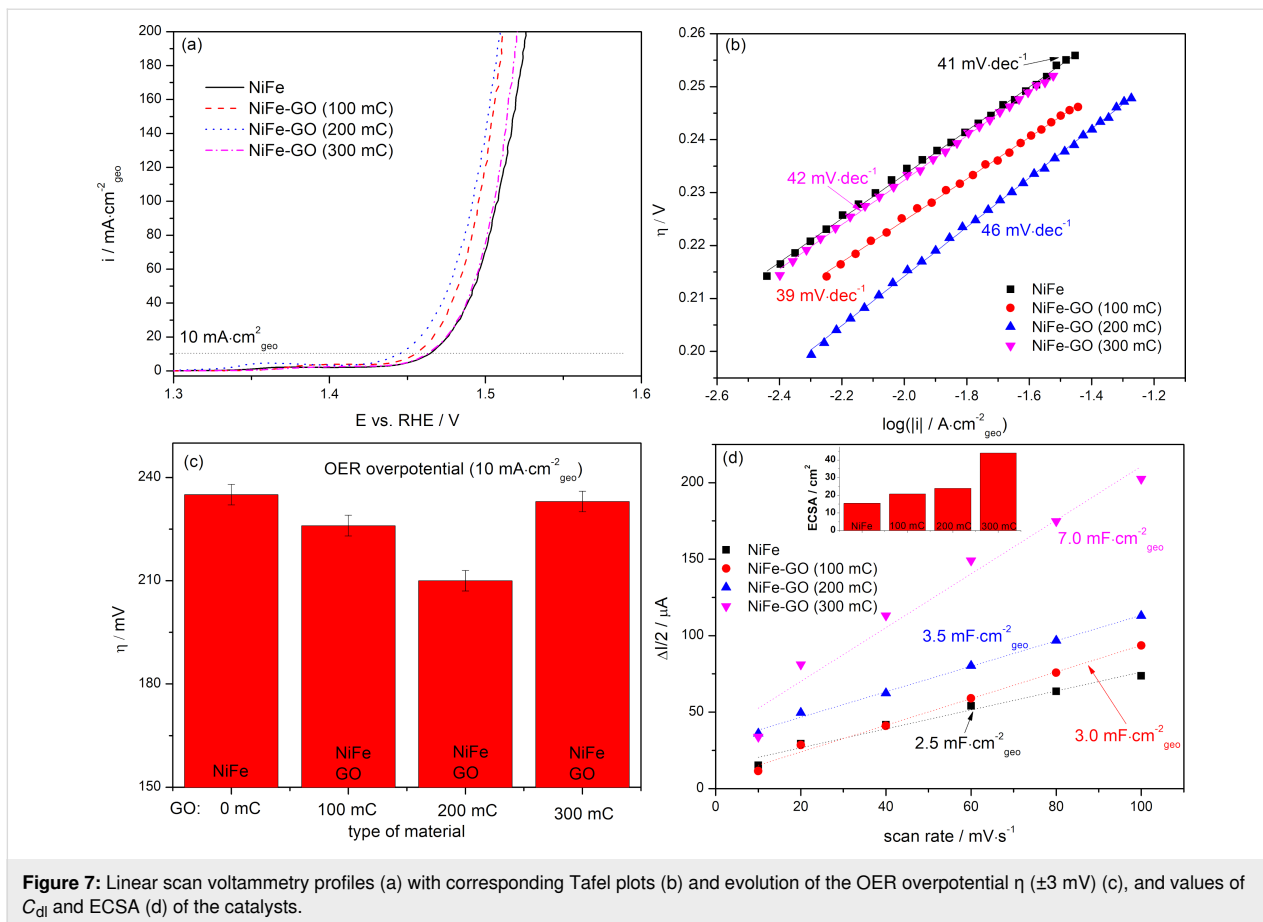 (a)
NiFe
NiFe-GO (100 mC)
NiFe-GO (200 mC)
NiFe-GO (300 mC)
10 mA·cm²geo
200
180
160
140
120
100
80
60
40
20
0
i / mA·cm⁻²geo
1.3
1.4
1.5
1.6
E vs. RHE / V
(b)
41 mV·dec⁻¹
42 mV·dec⁻¹
39 mV·dec⁻¹
46 mV·dec⁻¹
NiFe
NiFe-GO (100 mC)
NiFe-GO (200 mC)
NiFe-GO (300 mC)
0.26
0.25
0.24
0.23
0.22
0.21
0.20
η / V
-2.6
-2.4
-2.2
-2.0
-1.8
-1.6
-1.4
-1.2
log(|i| / A·cm⁻²geo)
(c)
OER overpotential (10 mA·cm⁻²geo)
240
210
180
150
η / mV
NiFe
NiFe
GO
NiFe
GO
NiFe
GO
GO: 0 mC 100 mC 200 mC 300 mC
type of material
(d)
40
30
20
10
0
ECSA / cm²
NiFe
100 mC
200 mC
300 mC
NiFe
NiFe-GO (100 mC)
NiFe-GO (200 mC)
NiFe-GO (300 mC)
7.0 mF·cm⁻²geo
3.5 mF·cm⁻²geo
2.5 mF·cm⁻²geo
3.0 mF·cm⁻²geo
200
150
100
50
0
ΔI/2 / μA
0
20
40
60
80
100
scan rate / mV·s⁻¹
Figure 7: Linear scan voltammetry profiles (a) with corresponding Tafel plots (b) and evolution of the OER overpotential η (±3 mV) (c), and values of
Cdl and ECSA (d) of the catalysts.